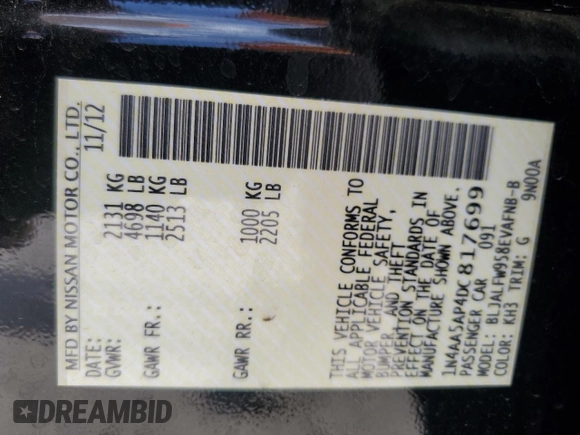 MFD BY NISSAN MOTOR CO., LTD.
DATE: 11/12
GVWR: 2131 KG
4698 LB
GAWR FR.: 1140 KG
2513 LB
GAWR RR.: 1000 KG
2205 LB
THIS VEHICLE CONFORMS TO
ALL APPLICABLE FEDERAL
MOTOR VEHICLE SAFETY,
BUMPER, AND THEFT
PREVENTION STANDARDS IN
EFFECT ON THE DATE OF
MANUFACTURE SHOWN ABOVE.
1N4AA5AP4DC817699
PASSENGER CAR 091
MODEL: BLJALFW958EVAFNB-B
COLOR: KH3 TRIM: G 9N00A
DREAMBID